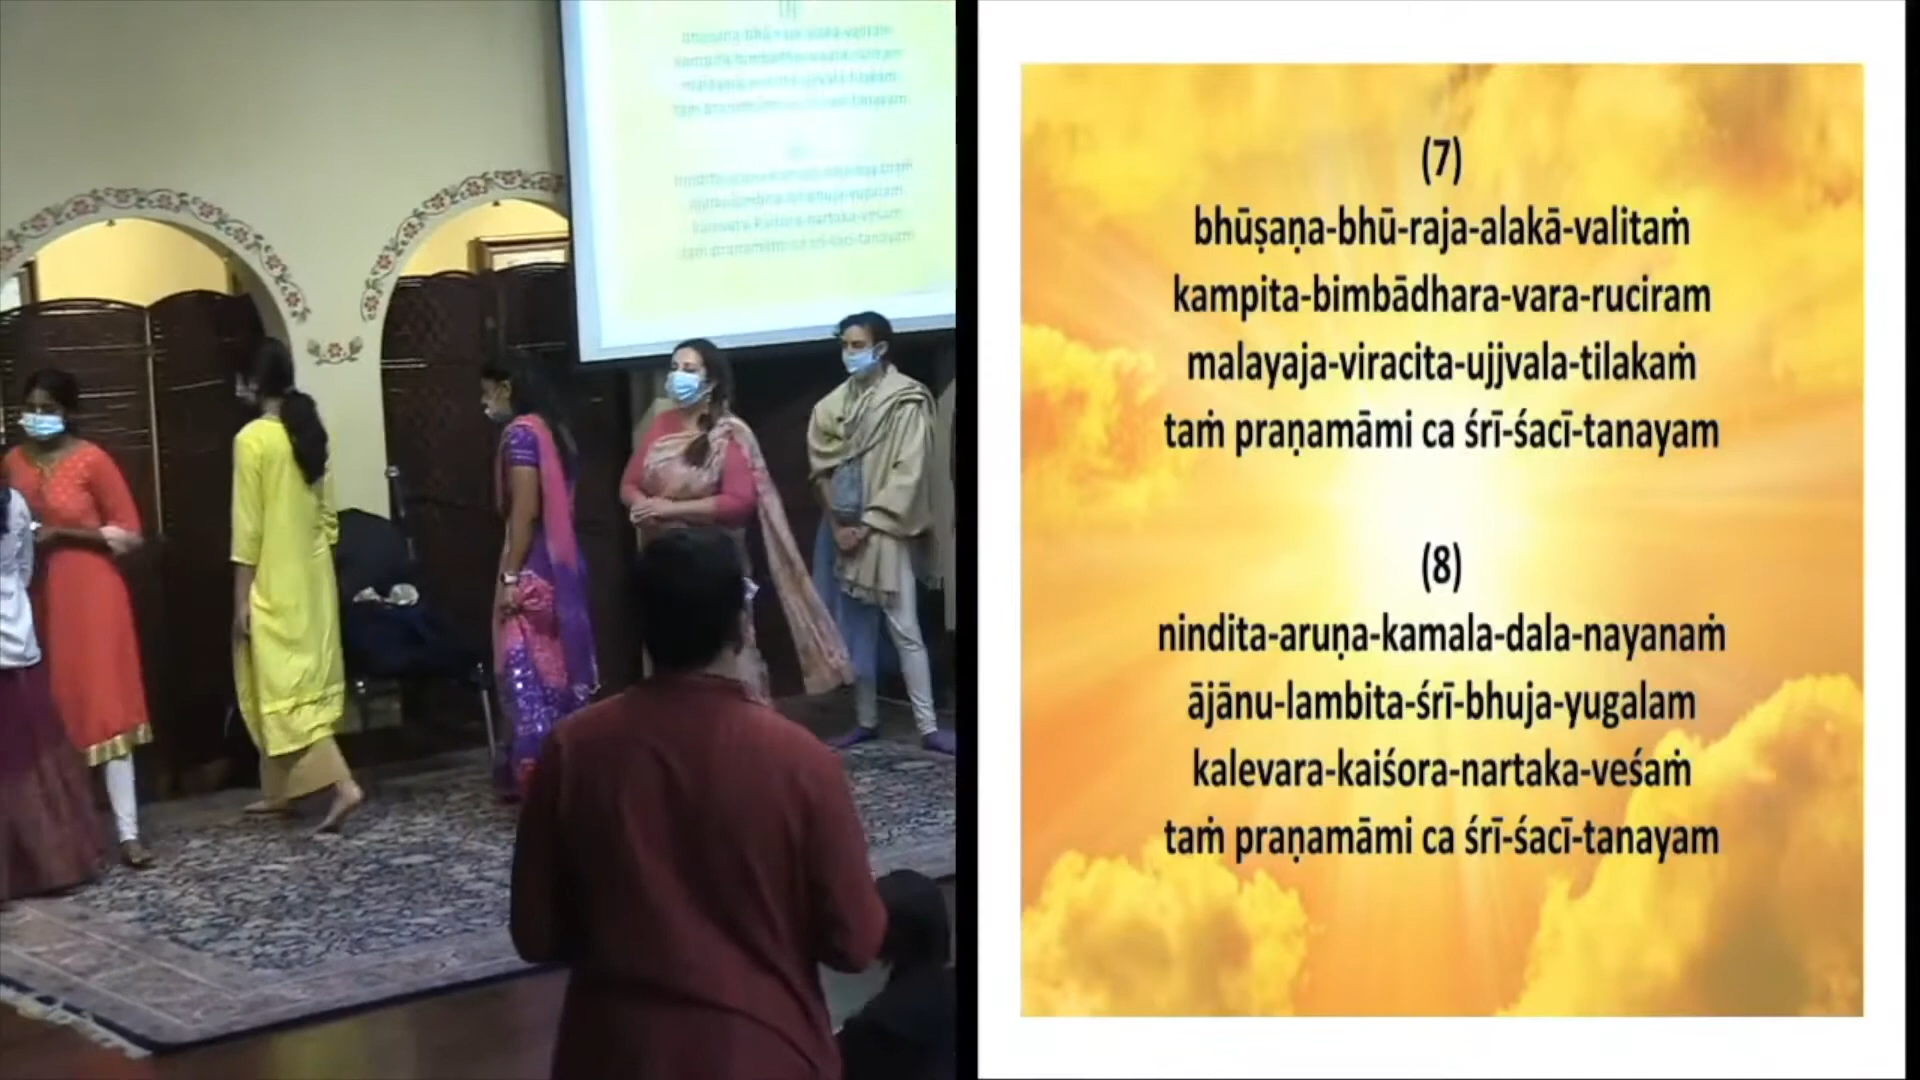 (7)
bhūṣaṇa-bhū-raja-alakā-valitaṁ
kampita-bimbādhara-vara-ruciram
malayaja-viracita-ujjvala-tilakaṁ
taṁ praṇamāmi ca śrī-śacī-tanayam
(8)
nindita-aruṇa-kamala-dala-nayanaṁ
ājānu-lambita-śrī-bhuja-yugalam
kalevara-kaiśora-nartaka-veśaṁ
taṁ praṇamāmi ca śrī-śacī-tanayam